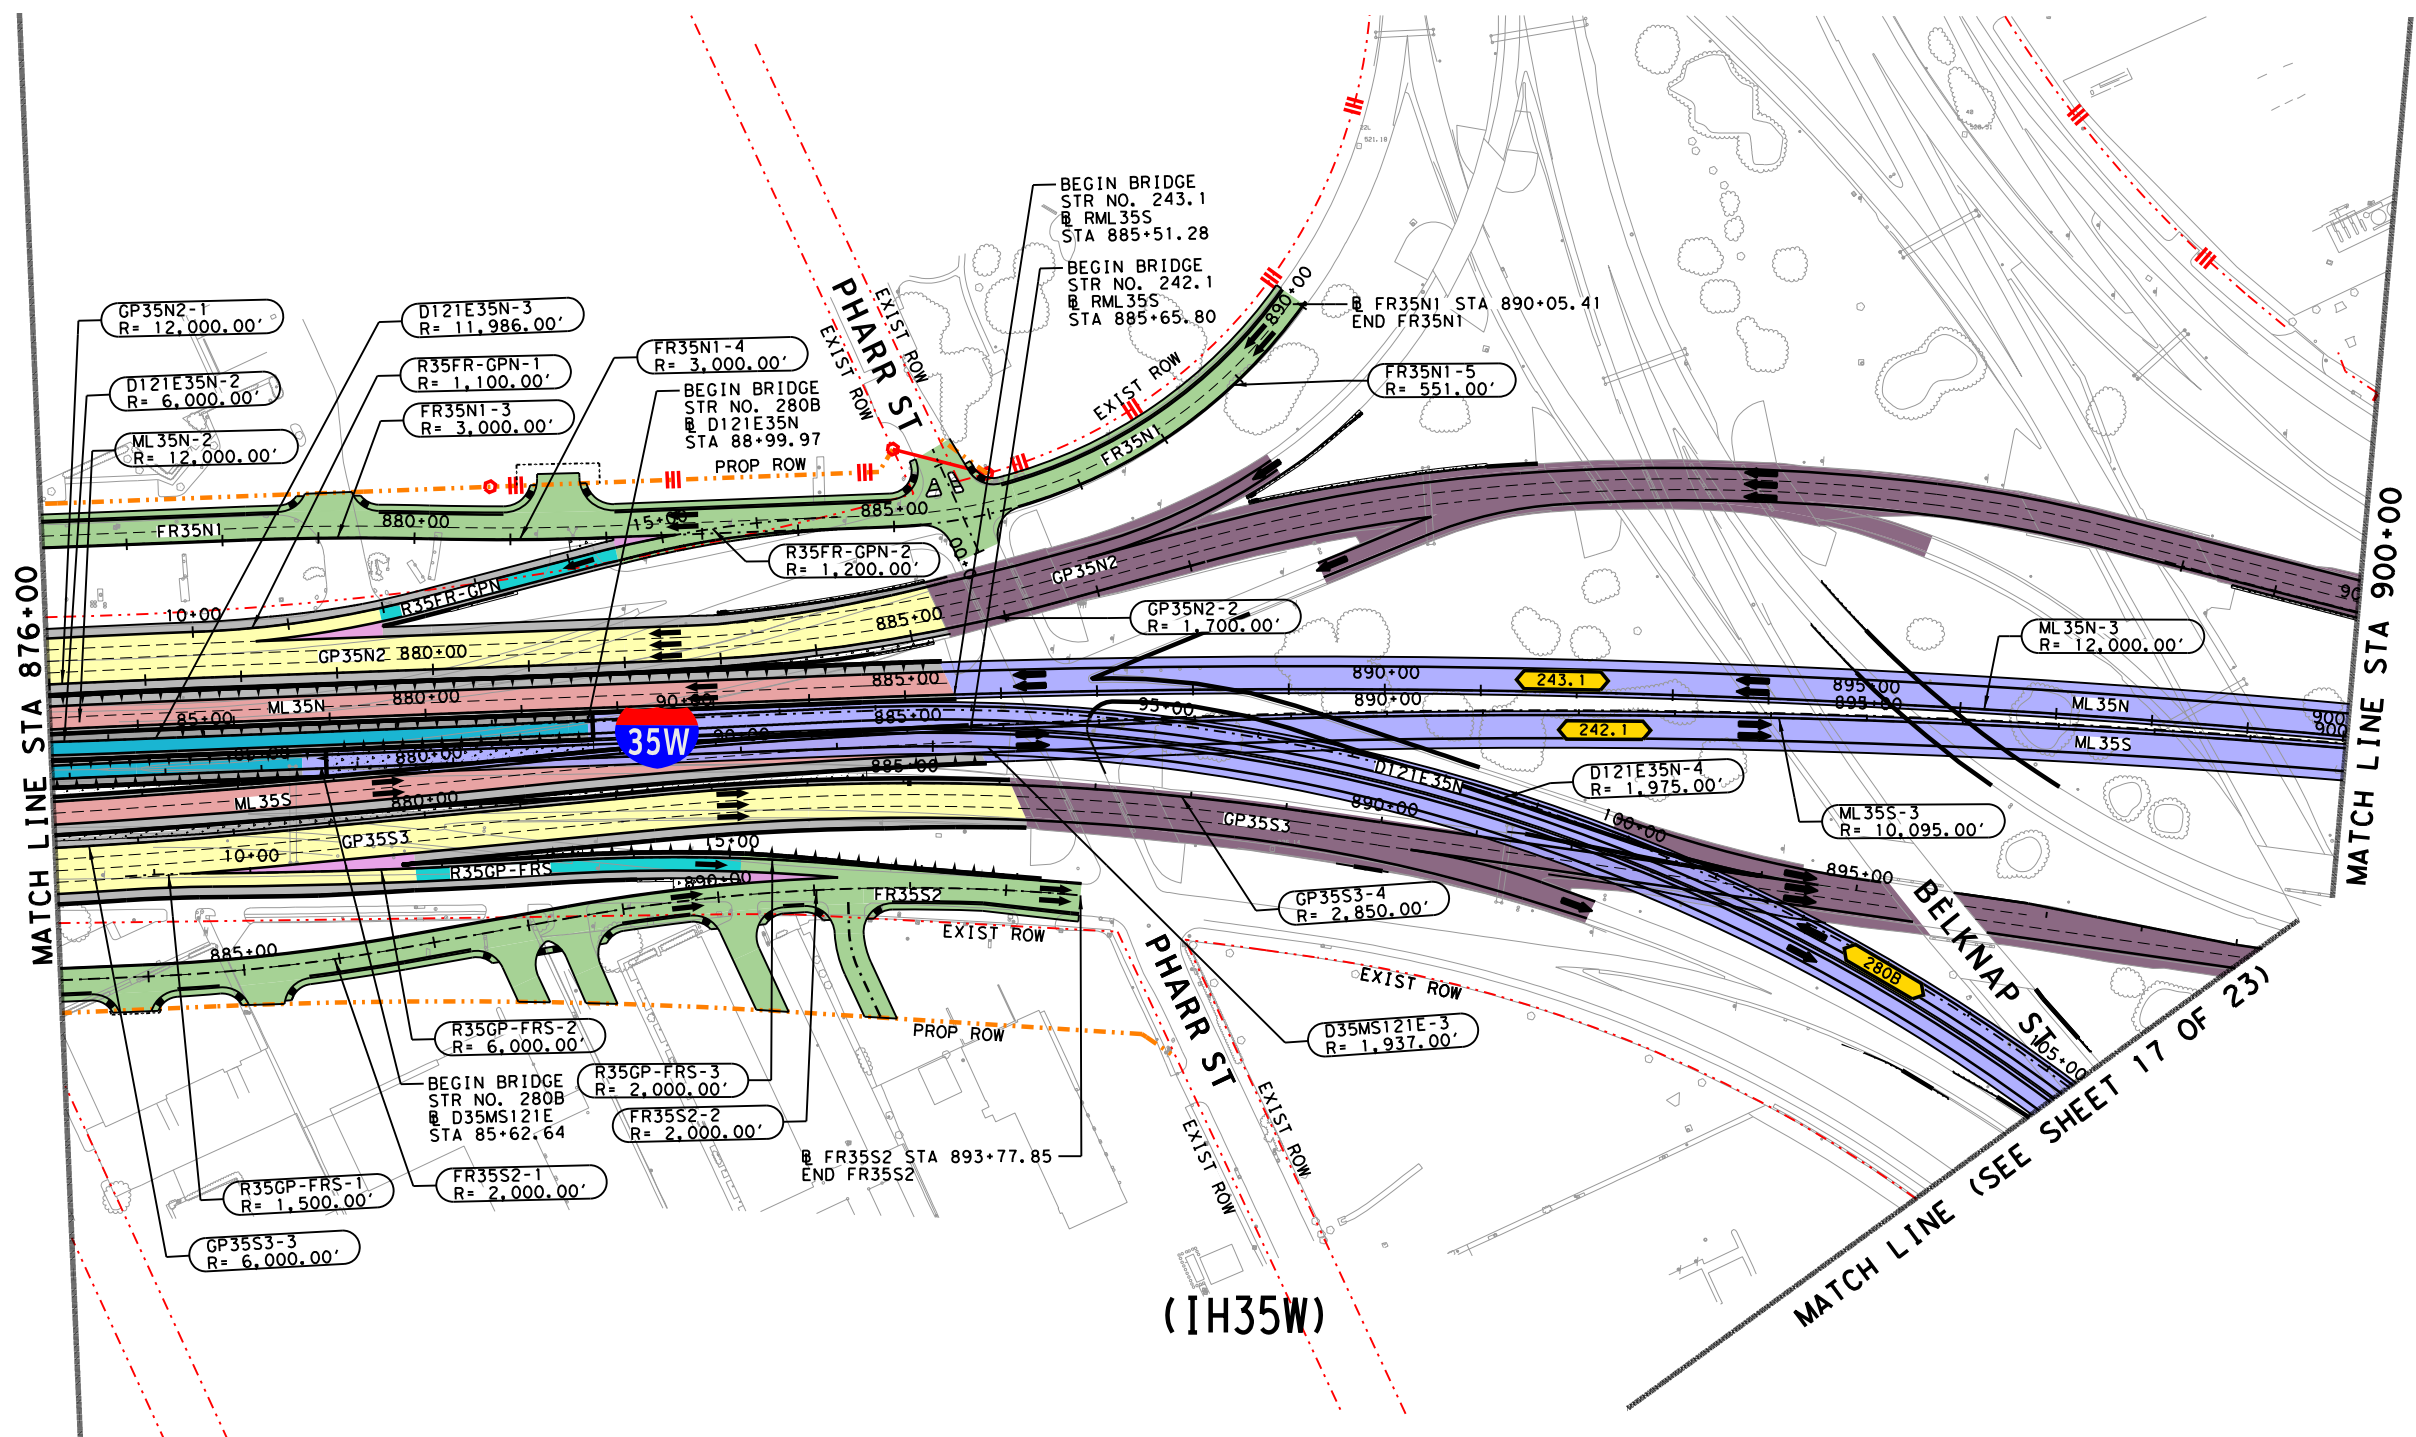 BEGIN BRIDGE
STR NO. 243.1
℄ RML35S
STA 885+51.28
BEGIN BRIDGE
STR NO. 242.1
℄ RML35S
STA 885+65.80
GP35N2-1
R= 12,000.00'
D121E35N-3
R= 11,986.00'
D121E35N-2
R= 6,000.00'
R35FR-GPN-1
R= 1,100.00'
ML35N-2
R= 12,000.00'
FR35N1-3
R= 3,000.00'
FR35N1-4
R= 3,000.00'
BEGIN BRIDGE
STR NO. 280B
℄ D121E35N
STA 88+99.97
PHARR ST
EXIST ROW
EXIST ROW
EXIST ROW
PROP ROW
890+00
℄ FR35N1 STA 890+05.41
END FR35N1
FR35N1-5
R= 551.00'
FR35N1
FR35N1
880+00
15+00
885+00
R35FR-GPN-2
R= 1,200.00'
R35FR-GPN
10+00
GP35N2
GP35N2-2
R= 1,700.00'
GP35N2
880+00
885+00
ML35N-3
R= 12,000.00'
MATCH LINE STA 876+00
MATCH LINE STA 900+00
ML35N
880+00
885+00
890+00
895+00
ML35N
900
243.1
85+00
90+00
885+00
95+00
890+00
895+00
900
242.1
ML35S
35W
90+00
880+00
885+00
ML35S
880+00
D121E35N
D121E35N-4
R= 1,975.00'
ML35S-3
R= 10,095.00'
890+00
100+00
GP35S3
GP35S3
10+00
15+00
R35GP-FRS
890+00
FR35S2
895+00
GP35S3-4
R= 2,850.00'
BELKNAP ST
280B
105+00
885+00
EXIST ROW
EXIST ROW
PROP ROW
PHARR ST
EXIST ROW
EXIST ROW
D35MS121E-3
R= 1,937.00'
R35GP-FRS-2
R= 6,000.00'
BEGIN BRIDGE
STR NO. 280B
℄ D35MS121E
STA 85+62.64
R35GP-FRS-3
R= 2,000.00'
FR35S2-2
R= 2,000.00'
℄ FR35S2 STA 893+77.85
END FR35S2
R35GP-FRS-1
R= 1,500.00'
FR35S2-1
R= 2,000.00'
GP35S3-3
R= 6,000.00'
(IH35W)
MATCH LINE (SEE SHEET 17 OF 23)